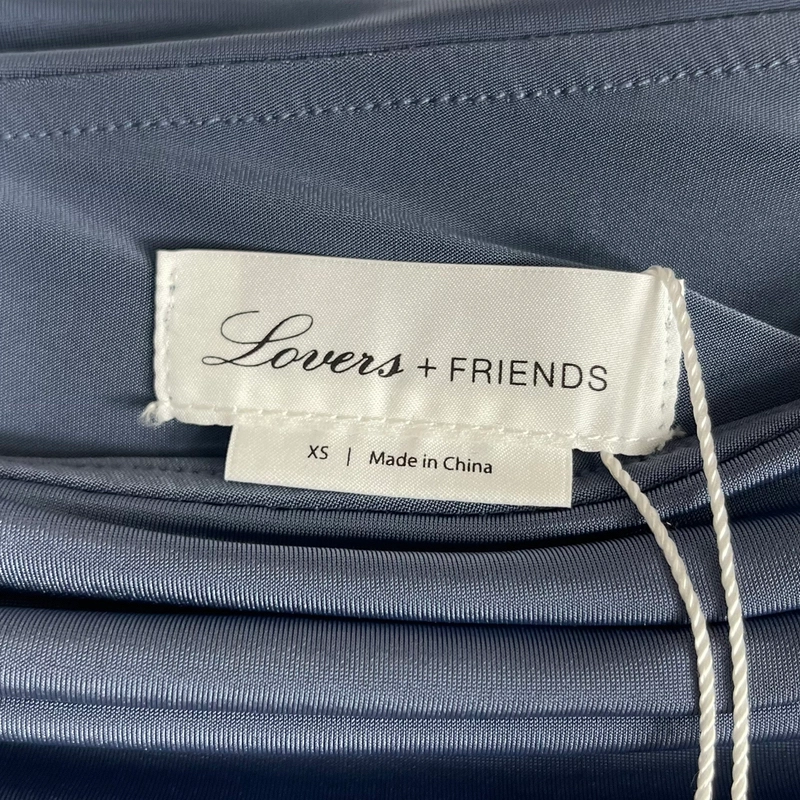 Lovers + FRIENDS
XS | Made in China